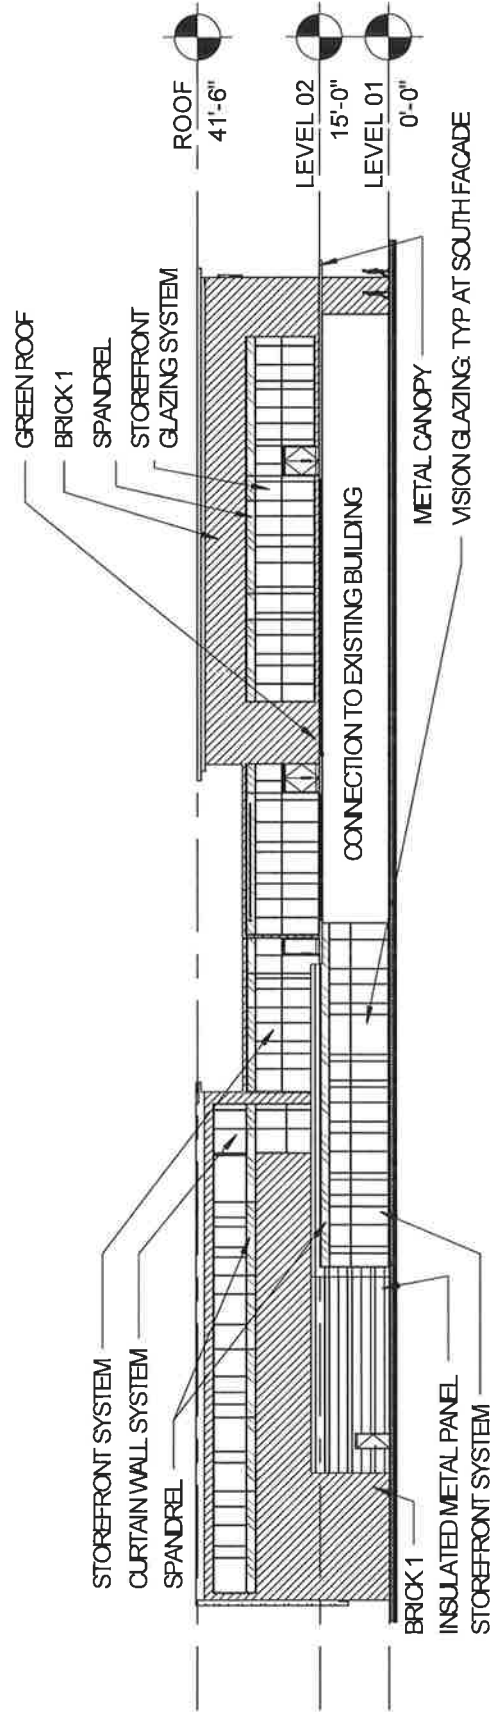 GREEN ROOF
BRICK 1
SPANDREL
STOREFRONT
GLAZING SYSTEM
ROOF
41'-6"
LEVEL 02
15'-0"
LEVEL 01
0'-0"
STOREFRONT SYSTEM
CURTAIN WALL SYSTEM
SPANDREL
CONNECTION TO EXISTING BUILDING
METAL CANOPY
VISION GLAZING: TYP AT SOUTH FACADE
BRICK 1
INSULATED METAL PANEL
STOREFRONT SYSTEM